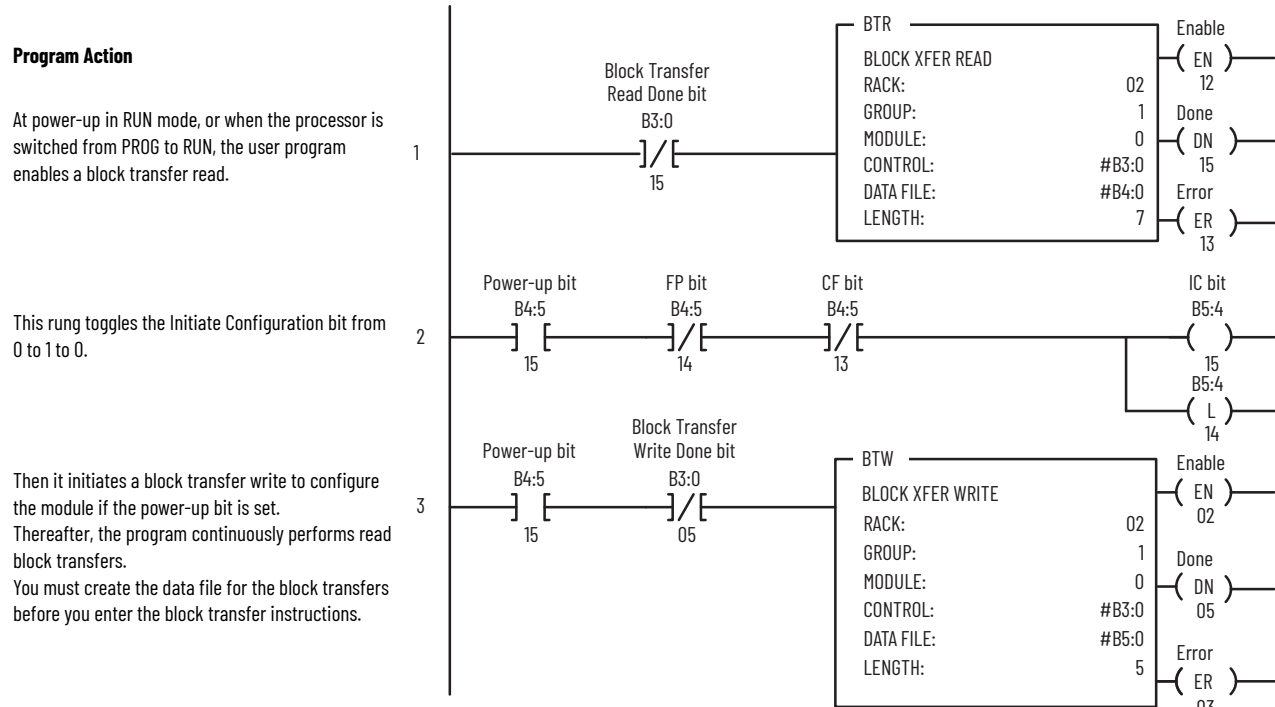 Program Action
At power-up in RUN mode, or when the processor is
switched from PROG to RUN, the user program
enables a block transfer read.
1
Block Transfer
Read Done bit
B3:0
15
BTR
BLOCK XFER READ
RACK: 02
GROUP: 1
MODULE: 0
CONTROL: #B3:0
DATA FILE: #B4:0
LENGTH: 7
Enable
EN
12
Done
DN
15
Error
ER
13
This rung toggles the Initiate Configuration bit from
0 to 1 to 0.
2
Power-up bit
B4:5
15
FP bit
B4:5
14
CF bit
B4:5
13
IC bit
B5:4
15
B5:4
L
14
Then it initiates a block transfer write to configure
the module if the power-up bit is set.
Thereafter, the program continuously performs read
block transfers.
You must create the data file for the block transfers
before you enter the block transfer instructions.
3
Power-up bit
B4:5
15
Block Transfer
Write Done bit
B3:0
05
BTW
BLOCK XFER WRITE
RACK: 02
GROUP: 1
MODULE: 0
CONTROL: #B3:0
DATA FILE: #B5:0
LENGTH: 5
Enable
EN
02
Done
DN
05
Error
ER
03